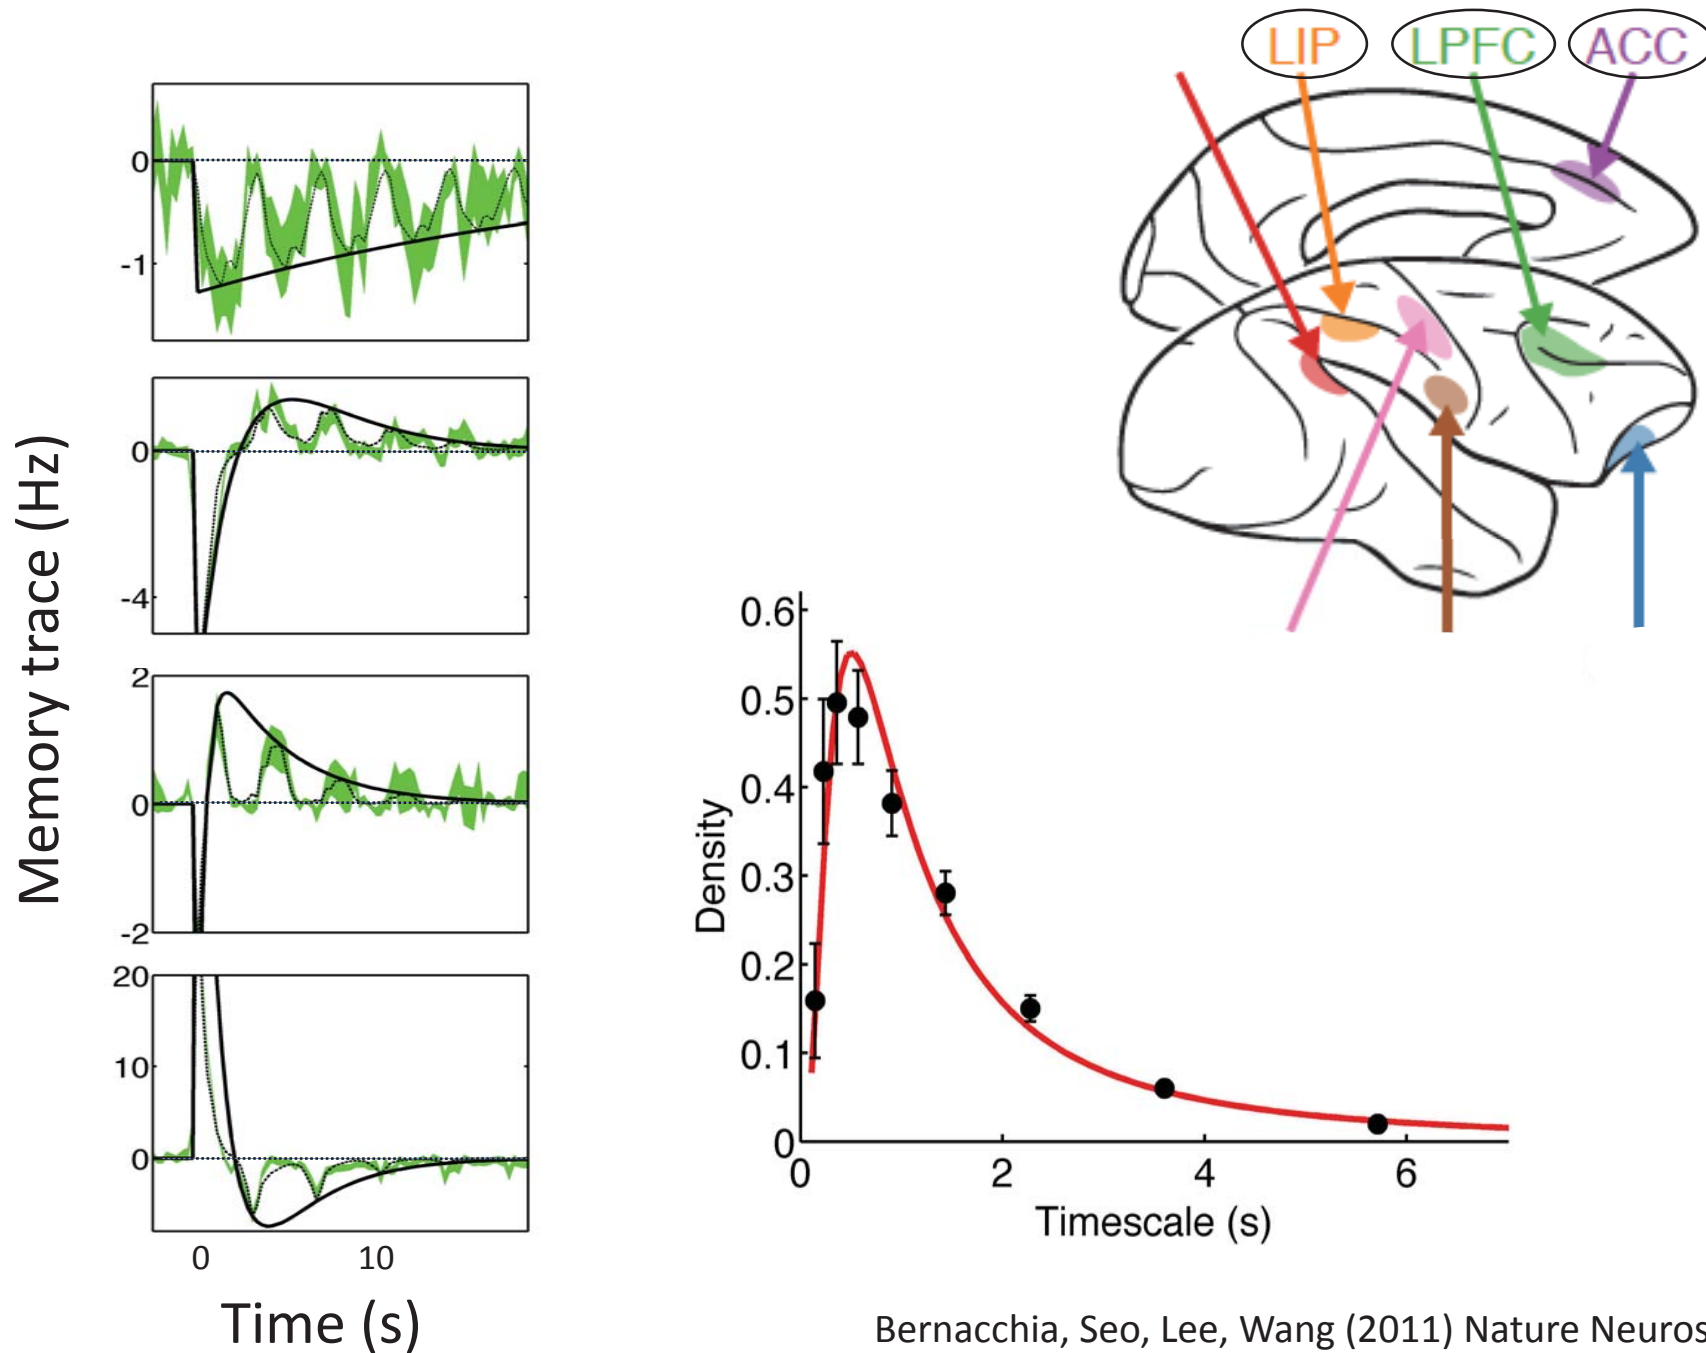 LIP LPFC ACC
Memory trace (Hz)
0
-1
0
-4
2
0
-2
20
10
0
0 10
Time (s)
Density
0.6
0.5
0.4
0.3
0.2
0.1
0
0 2 4 6
Timescale (s)
Bernacchia, Seo, Lee, Wang (2011) Nature Neuros